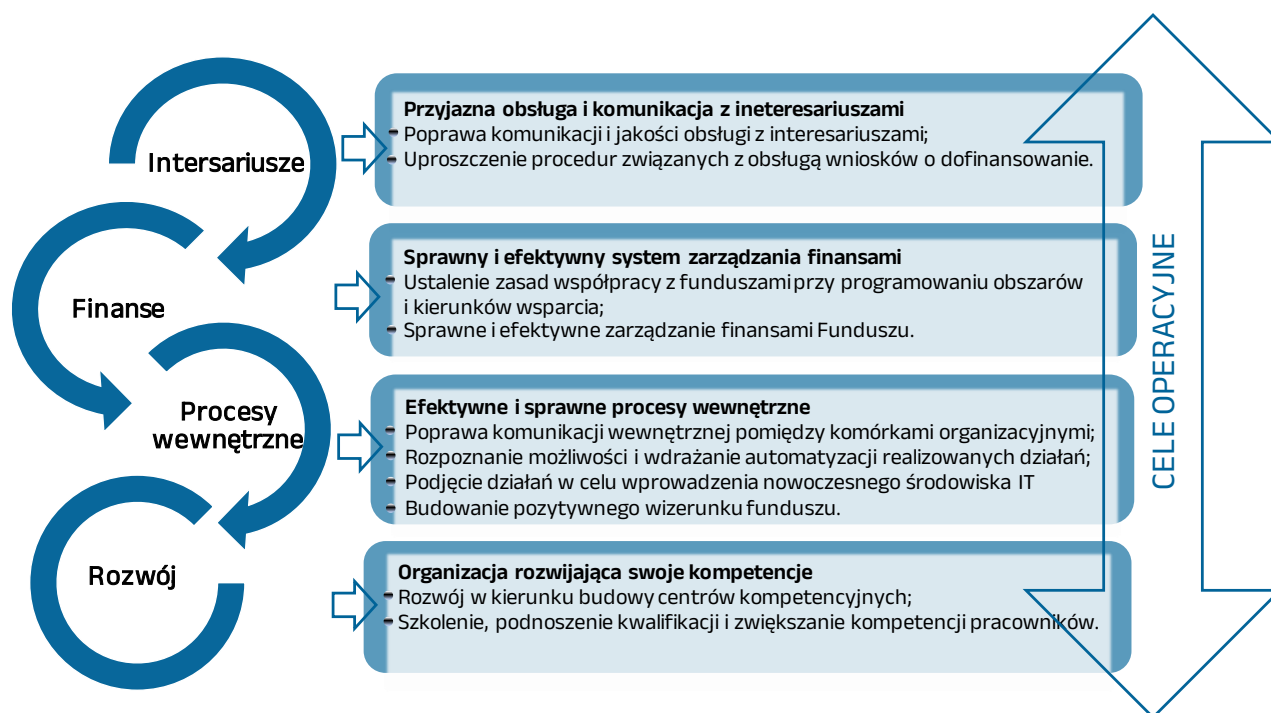 Intersariusze
Przyjazna obsługa i komunikacja z ineteresariuszami
- Poprawa komunikacji i jakości obsługi z interesariuszami;
- Uproszczenie procedur związanych z obsługą wniosków o dofinansowanie.
Finanse
Sprawny i efektywny system zarządzania finansami
- Ustalenie zasad współpracy z funduszami przy programowaniu obszarów
i kierunków wsparcia;
- Sprawne i efektywne zarządzanie finansami Funduszu.
Procesy
wewnętrzne
Efektywne i sprawne procesy wewnętrzne
- Poprawa komunikacji wewnętrznej pomiędzy komórkami organizacyjnymi;
- Rozpoznanie możliwości i wdrażanie automatyzacji realizowanych działań;
- Podjęcie działań w celu wprowadzenia nowoczesnego środowiska IT
- Budowanie pozytywnego wizerunku funduszu.
Rozwój
Organizacja rozwijająca swoje kompetencje
- Rozwój w kierunku budowy centrów kompetencyjnych;
- Szkolenie, podnoszenie kwalifikacji i zwiększanie kompetencji pracowników.
CELE OPERACYJNE